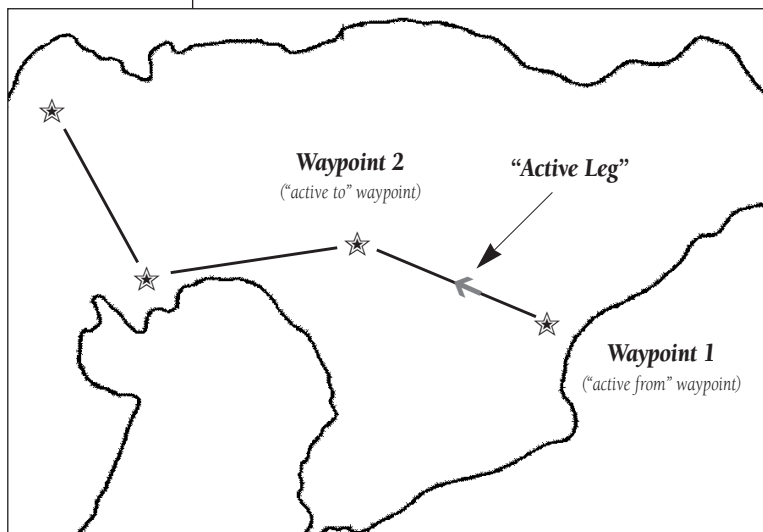 Waypoint 2
("active to" waypoint)
“Active Leg”
Waypoint 1
("active from" waypoint)